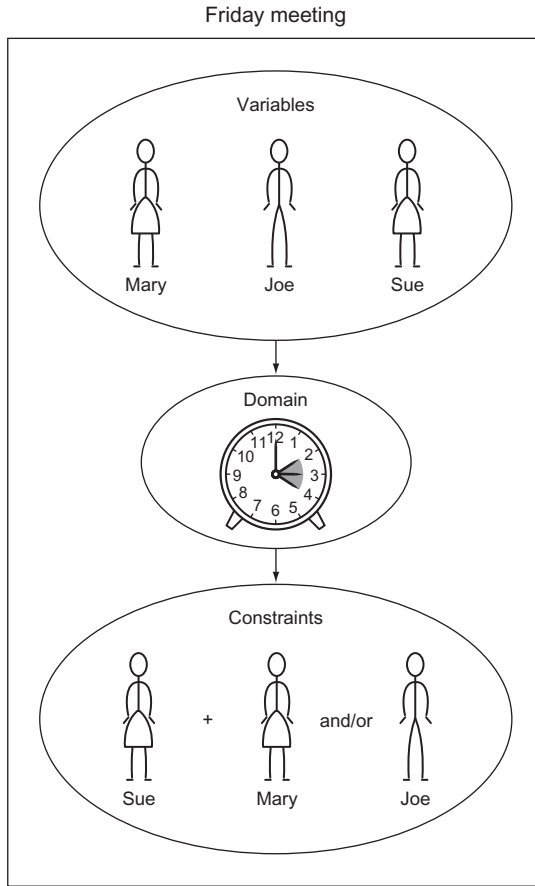 Friday meeting
Variables
Mary Joe Sue
Domain
12
11 1
10 2
9 3
8 4
7 5
6
Constraints
+ and/or
Sue Mary Joe